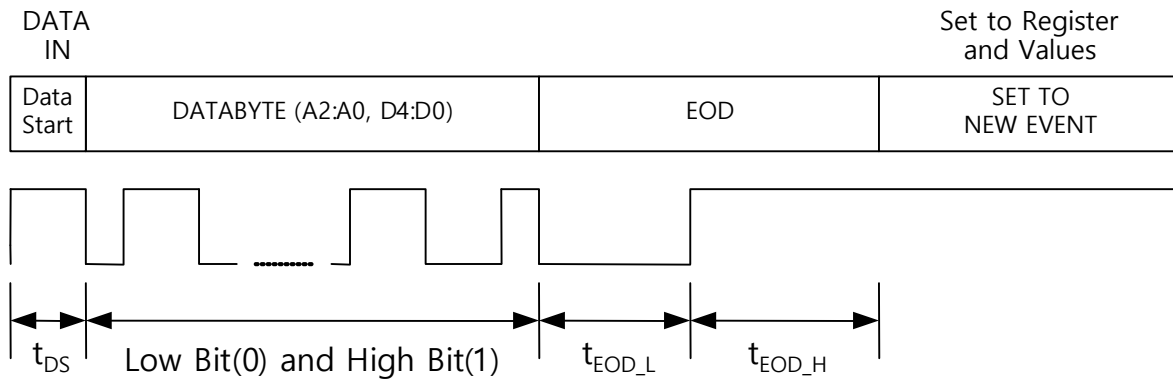 DATA
IN
Set to Register
and Values
Data
Start
DATABYTE (A2:A0, D4:D0)
EOD
SET TO
NEW EVENT
tDS
Low Bit(0) and High Bit(1)
tEOD_L
tEOD_H